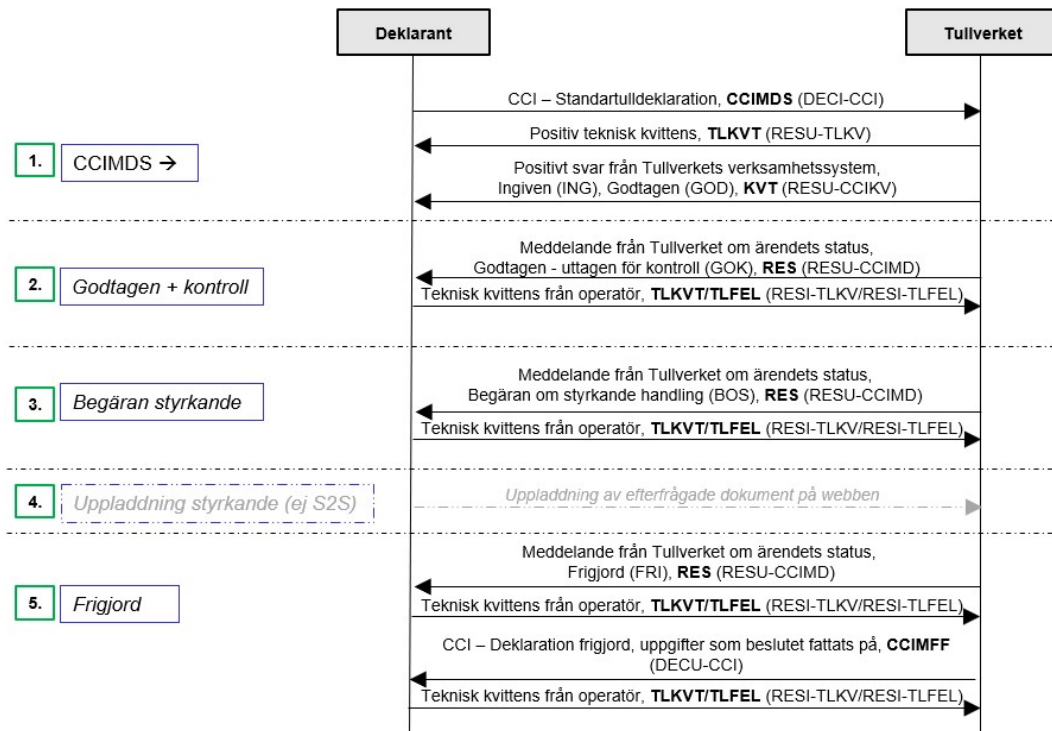 Deklarant
Tullverket
CCI – Standartulldeklaration, CCIMDS (DECI-CCI)
Positiv teknisk kvittens, TLKVT (RESU-TLKV)
1.
CCIMDS →
Positivt svar från Tullverkets verksamhetssystem,
Ingiven (ING), Godtagen (GOD), KVT (RESU-CCIKV)
Meddelande från Tullverket om ärendets status,
Godtagen - uttagen för kontroll (GOK), RES (RESU-CCIMD)
2.
Godtagen + kontroll
Teknisk kvittens från operatör, TLKVT/TLFEL (RESI-TLKV/RESI-TLFEL)
Meddelande från Tullverket om ärendets status,
Begäran om styrkande handling (BOS), RES (RESU-CCIMD)
3.
Begäran styrkande
Teknisk kvittens från operatör, TLKVT/TLFEL (RESI-TLKV/RESI-TLFEL)
4.
Uppladdning styrkande (ej S2S)
Uppladdning av efterfrågade dokument på webben
Meddelande från Tullverket om ärendets status,
Frigjord (FRI), RES (RESU-CCIMD)
5.
Frigjord
Teknisk kvittens från operatör, TLKVT/TLFEL (RESI-TLKV/RESI-TLFEL)
CCI – Deklaration frigjord, uppgifter som beslutet fattats på, CCIMFF
(DECU-CCI)
Teknisk kvittens från operatör, TLKVT/TLFEL (RESI-TLKV/RESI-TLFEL)